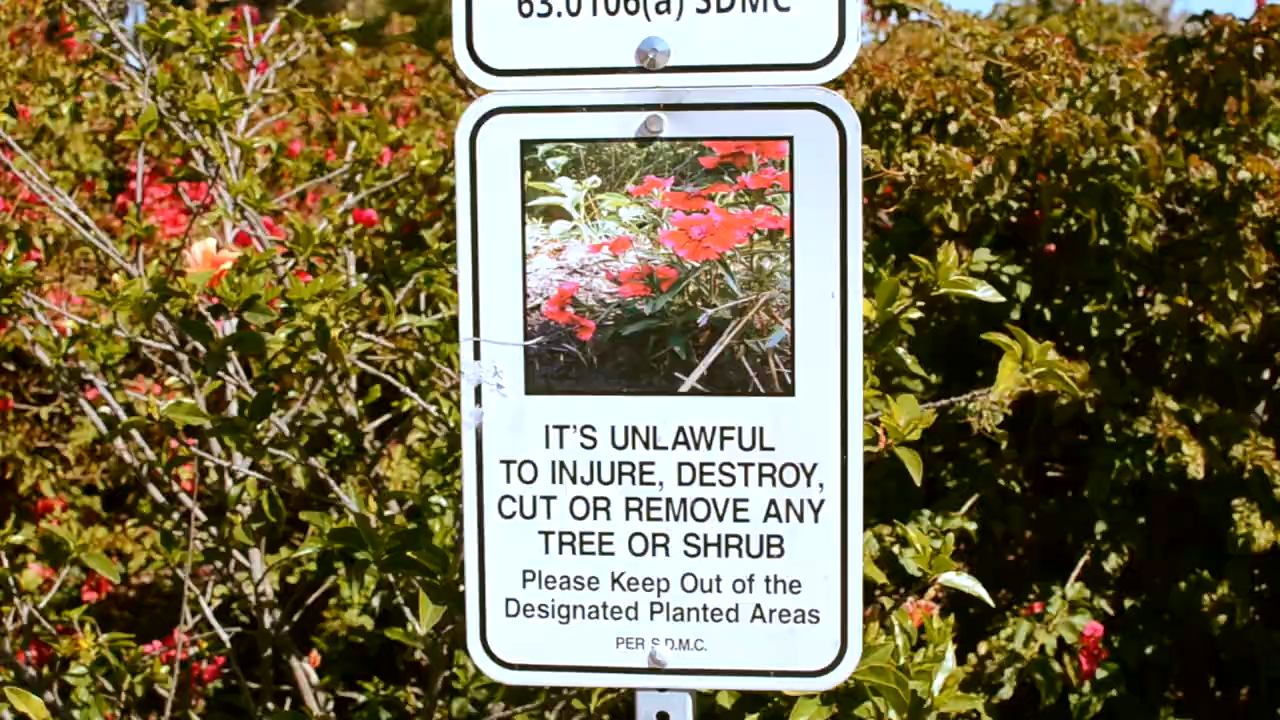 63.0106(a) SDMC
IT'S UNLAWFUL
TO INJURE, DESTROY,
CUT OR REMOVE ANY
TREE OR SHRUB
Please Keep Out of the
Designated Planted Areas
PER S.D.M.C.